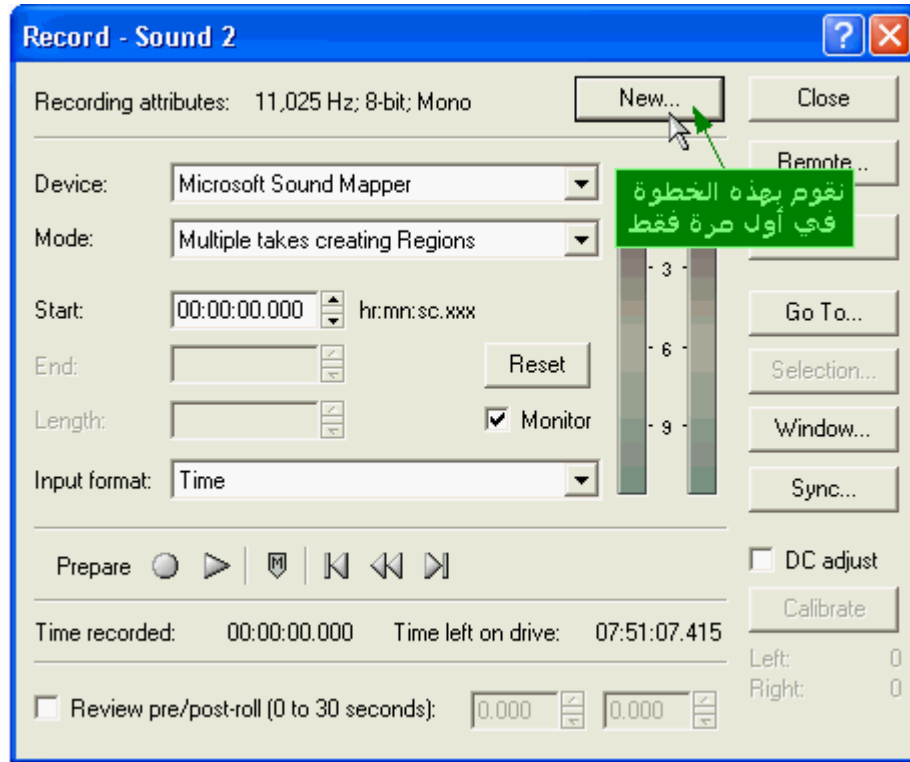 Record - Sound 2
Recording attributes: 11,025 Hz; 8-bit; Mono New... Close
Remote...
Device: Microsoft Sound Mapper
نقوم بهذه الخطوة
في أول مرة فقط
Mode: Multiple takes creating Regions
3
Start: 00:00:00.000 hr:mn:sc.xxx Go To...
6
End: Reset Selection...
Length: Monitor 9 Window...
Input format: Time Sync...
Prepare M DC adjust
Calibrate
Time recorded: 00:00:00.000 Time left on drive: 07:51:07.415
Left: 0
Right: 0
Review pre/post-roll (0 to 30 seconds): 0.000 0.000